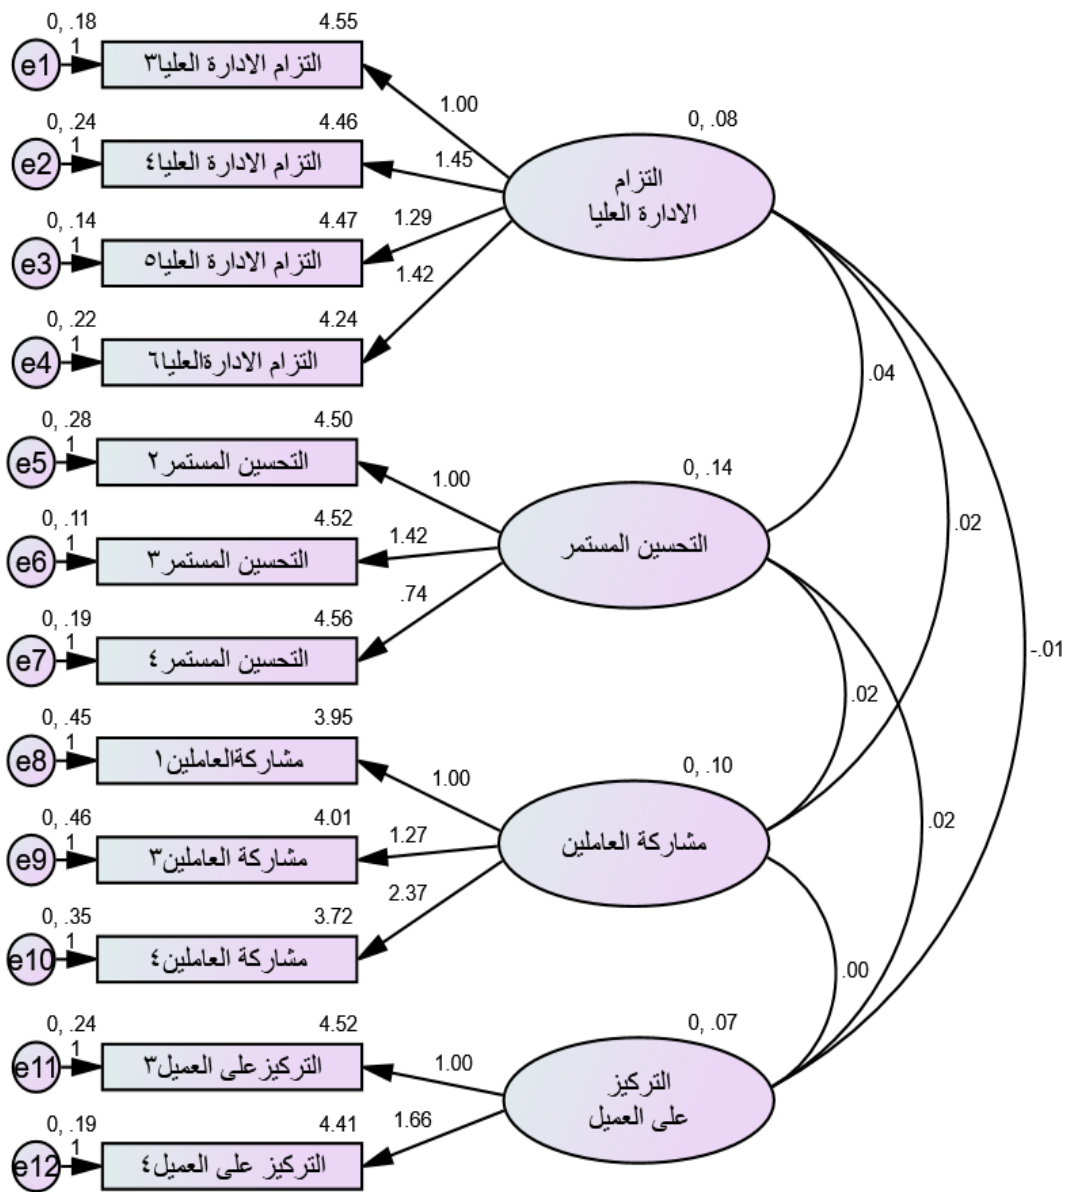 0, .18
4.55
1
e1
التزام الادارة العليا٣
1.00
0, .24
4.46
1
e2
التزام الادارة العليا٤
1.45
0, .14
4.47
1
e3
التزام الادارة العليا٥
1.29
0, .22
4.24
1
e4
التزام الادارةالعليا٦
1.42
0, .08
التزام
الادارة العليا
0, .28
4.50
1
e5
التحسين المستمر٢
1.00
0, .11
4.52
1
e6
التحسين المستمر٣
1.42
0, .19
4.56
1
e7
التحسين المستمر٤
.74
0, .14
التحسين المستمر
0, .45
3.95
1
e8
مشاركةالعاملين١
1.00
0, .46
4.01
1
e9
مشاركة العاملين٣
1.27
0, .35
3.72
1
e10
مشاركة العاملين٤
2.37
0, .10
مشاركة العاملين
0, .24
4.52
1
e11
التركيزعلى العميل٣
1.00
0, .19
4.41
1
e12
التركيز على العميل٤
1.66
0, .07
التركيز
على العميل
.04
.02
-.01
.02
.02
.00